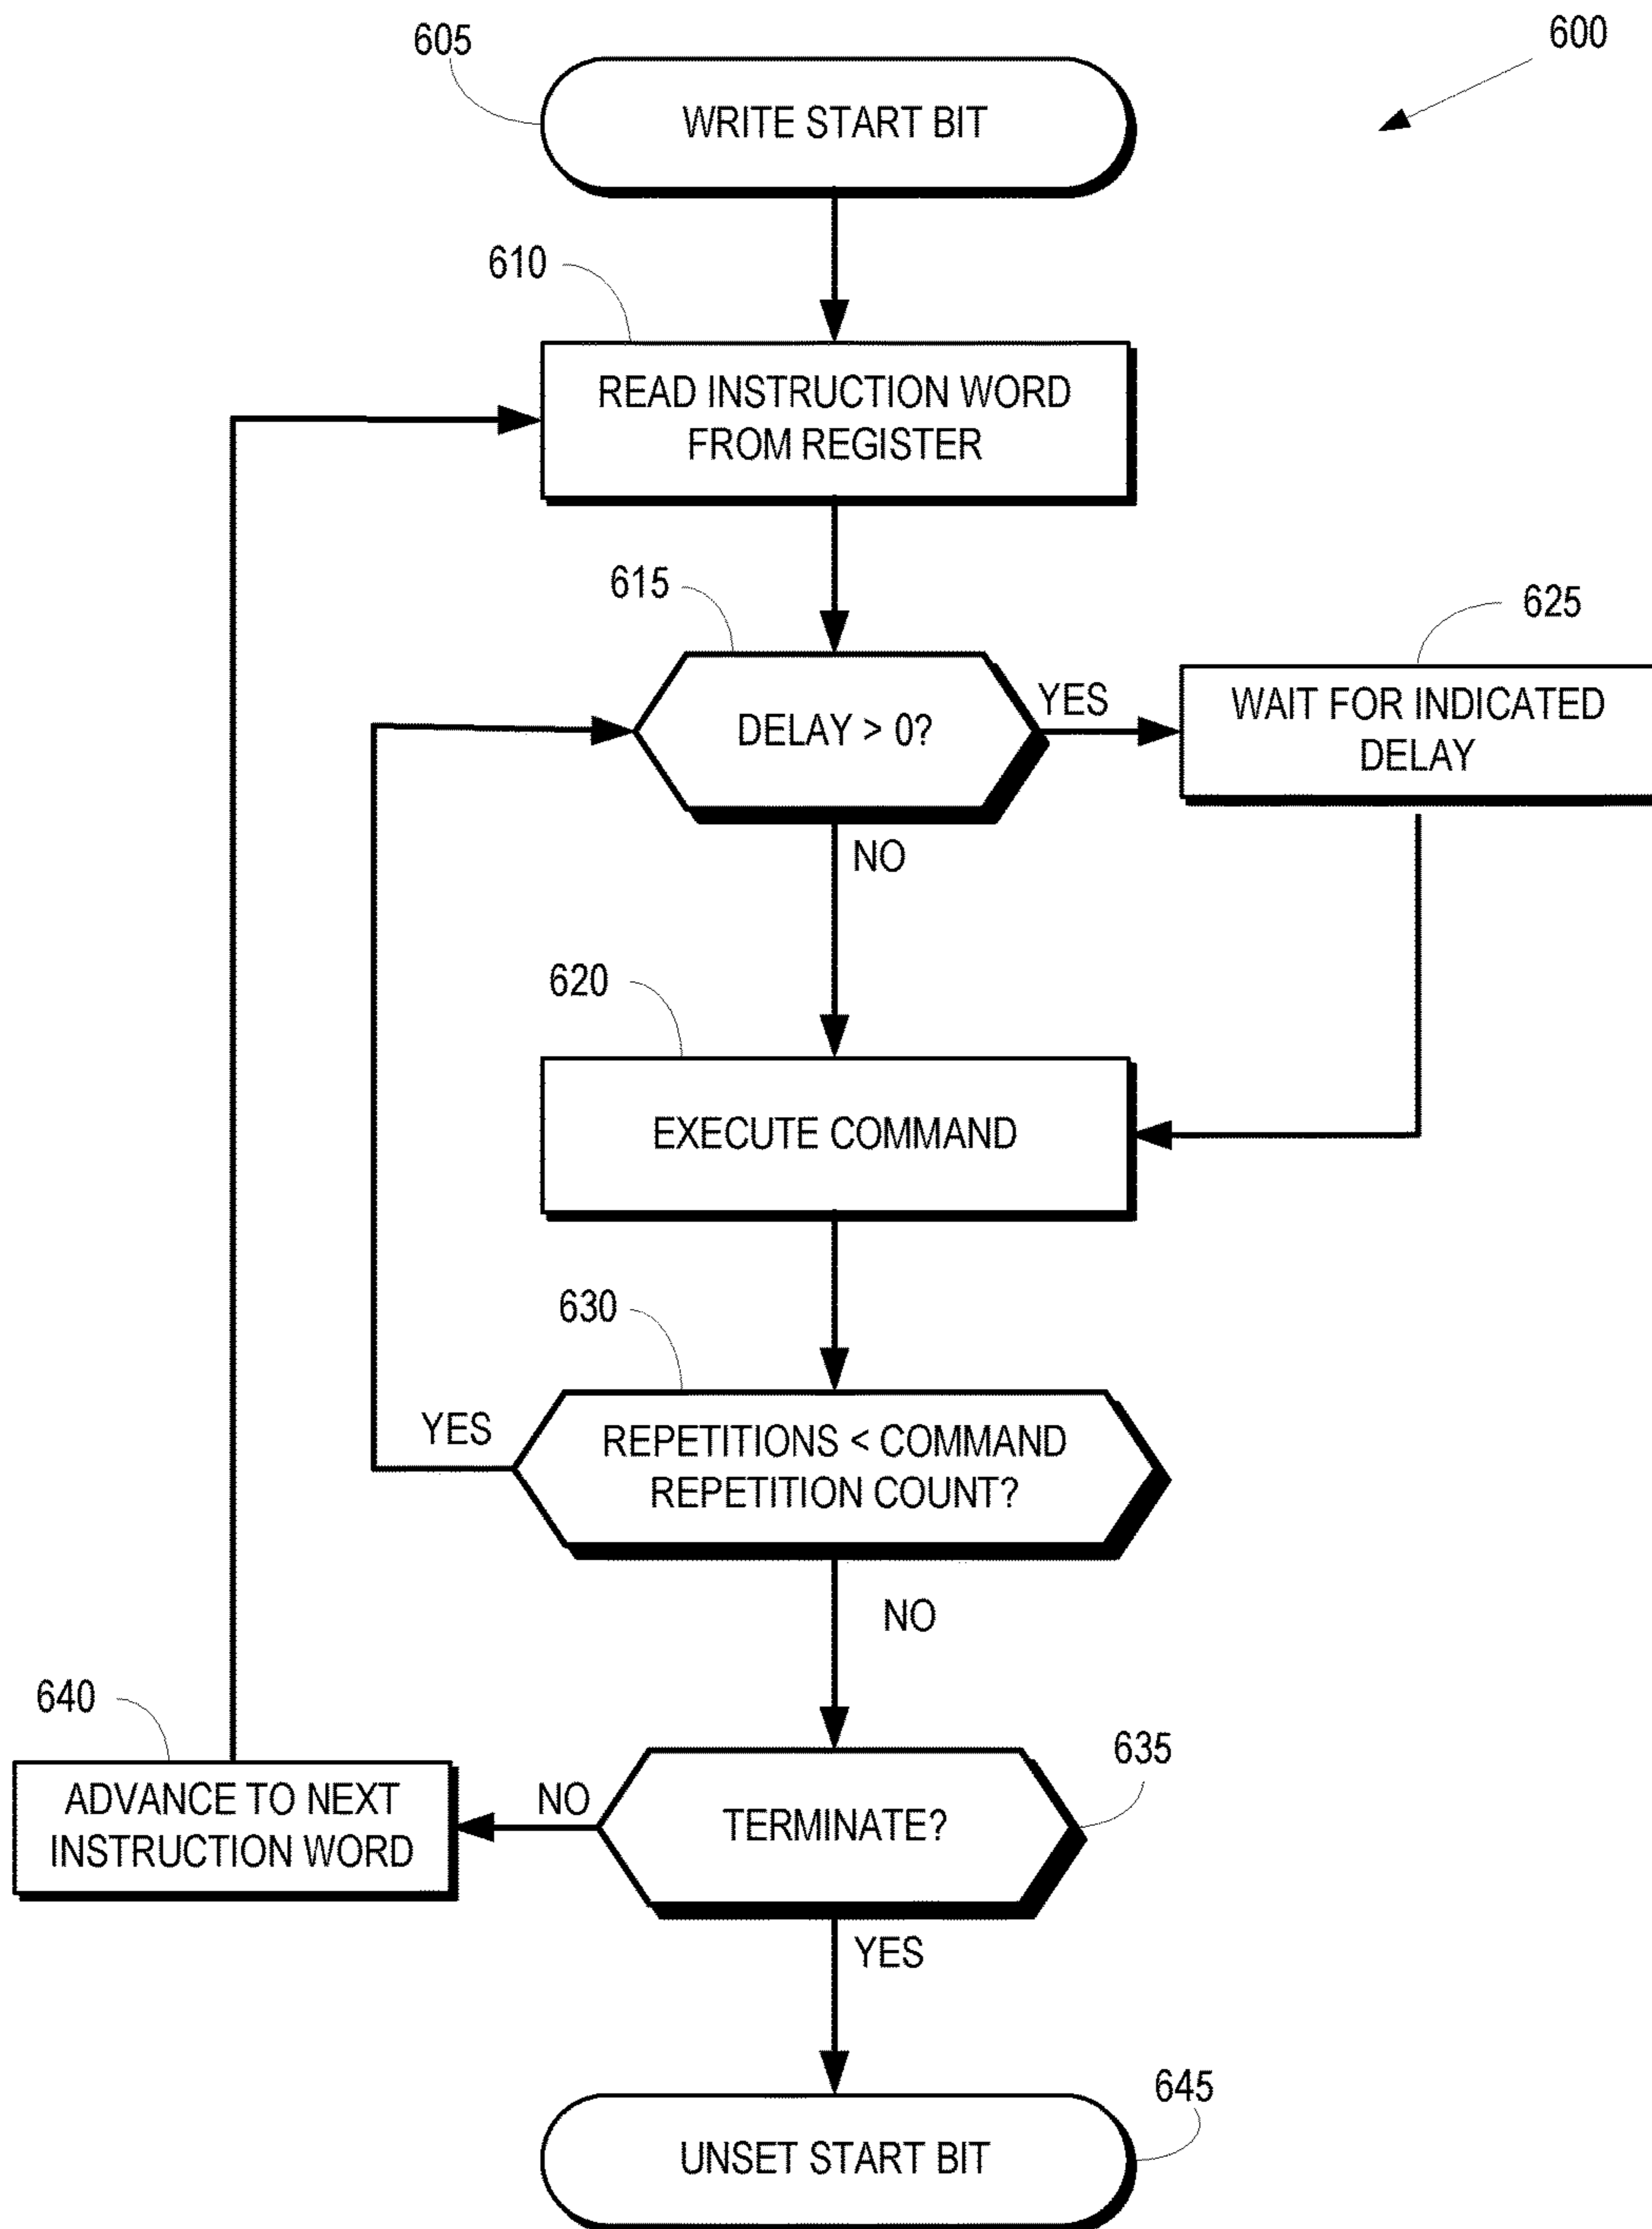 605
600
WRITE START BIT
610
READ INSTRUCTION WORD
FROM REGISTER
615
625
DELAY > 0?
YES
WAIT FOR INDICATED
DELAY
NO
620
EXECUTE COMMAND
630
YES
REPETITIONS < COMMAND
REPETITION COUNT?
NO
640
635
ADVANCE TO NEXT
INSTRUCTION WORD
NO
TERMINATE?
YES
645
UNSET START BIT